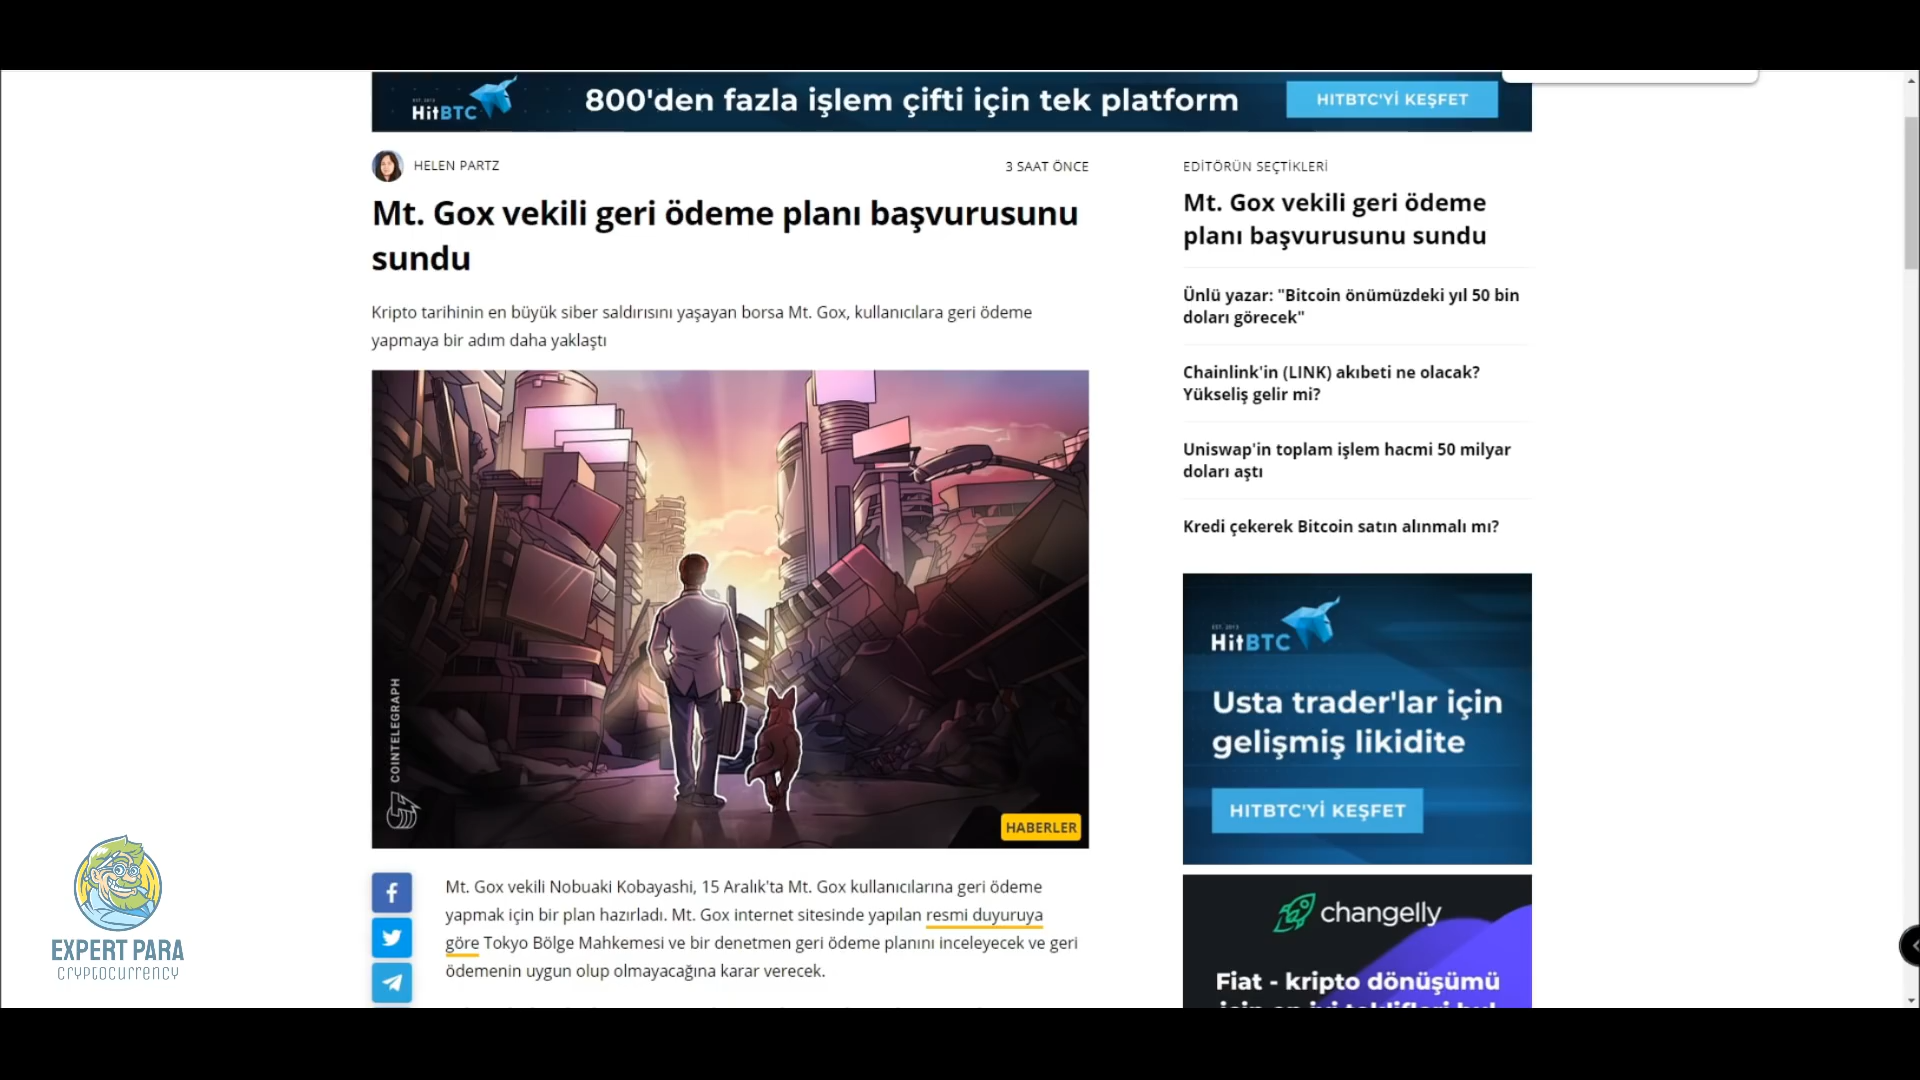 HitBTC
800'den fazla işlem çifti için tek platform
HITBTC'Yİ KEŞFET
HELEN PARTZ
3 SAAT ÖNCE
Mt. Gox vekili geri ödeme planı başvurusunu
sundu
Kripto tarihinin en büyük siber saldırısını yaşayan borsa Mt. Gox, kullanıcılara geri ödeme
yapmaya bir adım daha yaklaştı
COINTELEGRAPH
HABERLER
Mt. Gox vekili Nobuaki Kobayashi, 15 Aralık'ta Mt. Gox kullanıcılarına geri ödeme
yapmak için bir plan hazırladı. Mt. Gox internet sitesinde yapılan resmi duyuruya
göre Tokyo Bölge Mahkemesi ve bir denetmen geri ödeme planını inceleyecek ve geri
ödemenin uygun olup olmayacağına karar verecek.
EDİTÖRÜN SEÇTİKLERİ
Mt. Gox vekili geri ödeme
planı başvurusunu sundu
Ünlü yazar: "Bitcoin önümüzdeki yıl 50 bin
doları görecek"
Chainlink'in (LINK) akıbeti ne olacak?
Yükseliş gelir mi?
Uniswap'in toplam işlem hacmi 50 milyar
doları aştı
Kredi çekerek Bitcoin satın alınmalı mı?
EST. 2013
HitBTC
Usta trader'lar için
gelişmiş likidite
HITBTC'Yİ KEŞFET
changelly
Fiat - kripto dönüşümü
EXPERT PARA
CRYPTOCURRENCY